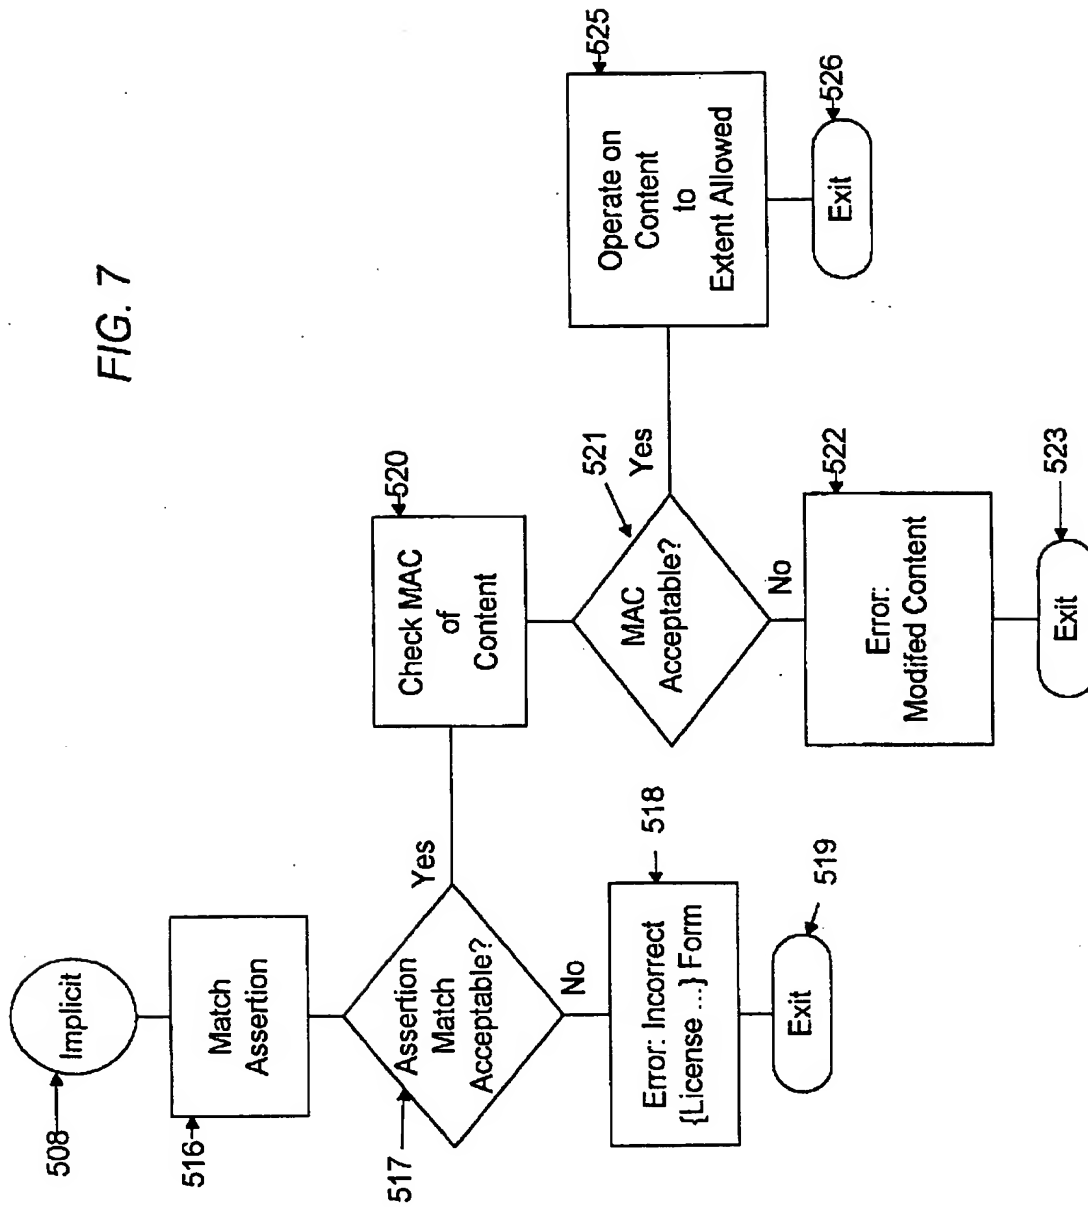 FIG. 7
508
Implicit
516
Match
Assertion
517
Assertion
Match
Acceptable?
Yes
No
Error: Incorrect
{License ...} Form
518
Exit
519
520
Check MAC
of
Content
521
MAC
Acceptable?
Yes
No
Error:
Modifed Content
522
Exit
523
525
Operate on
Content
to
Extent Allowed
Exit
526